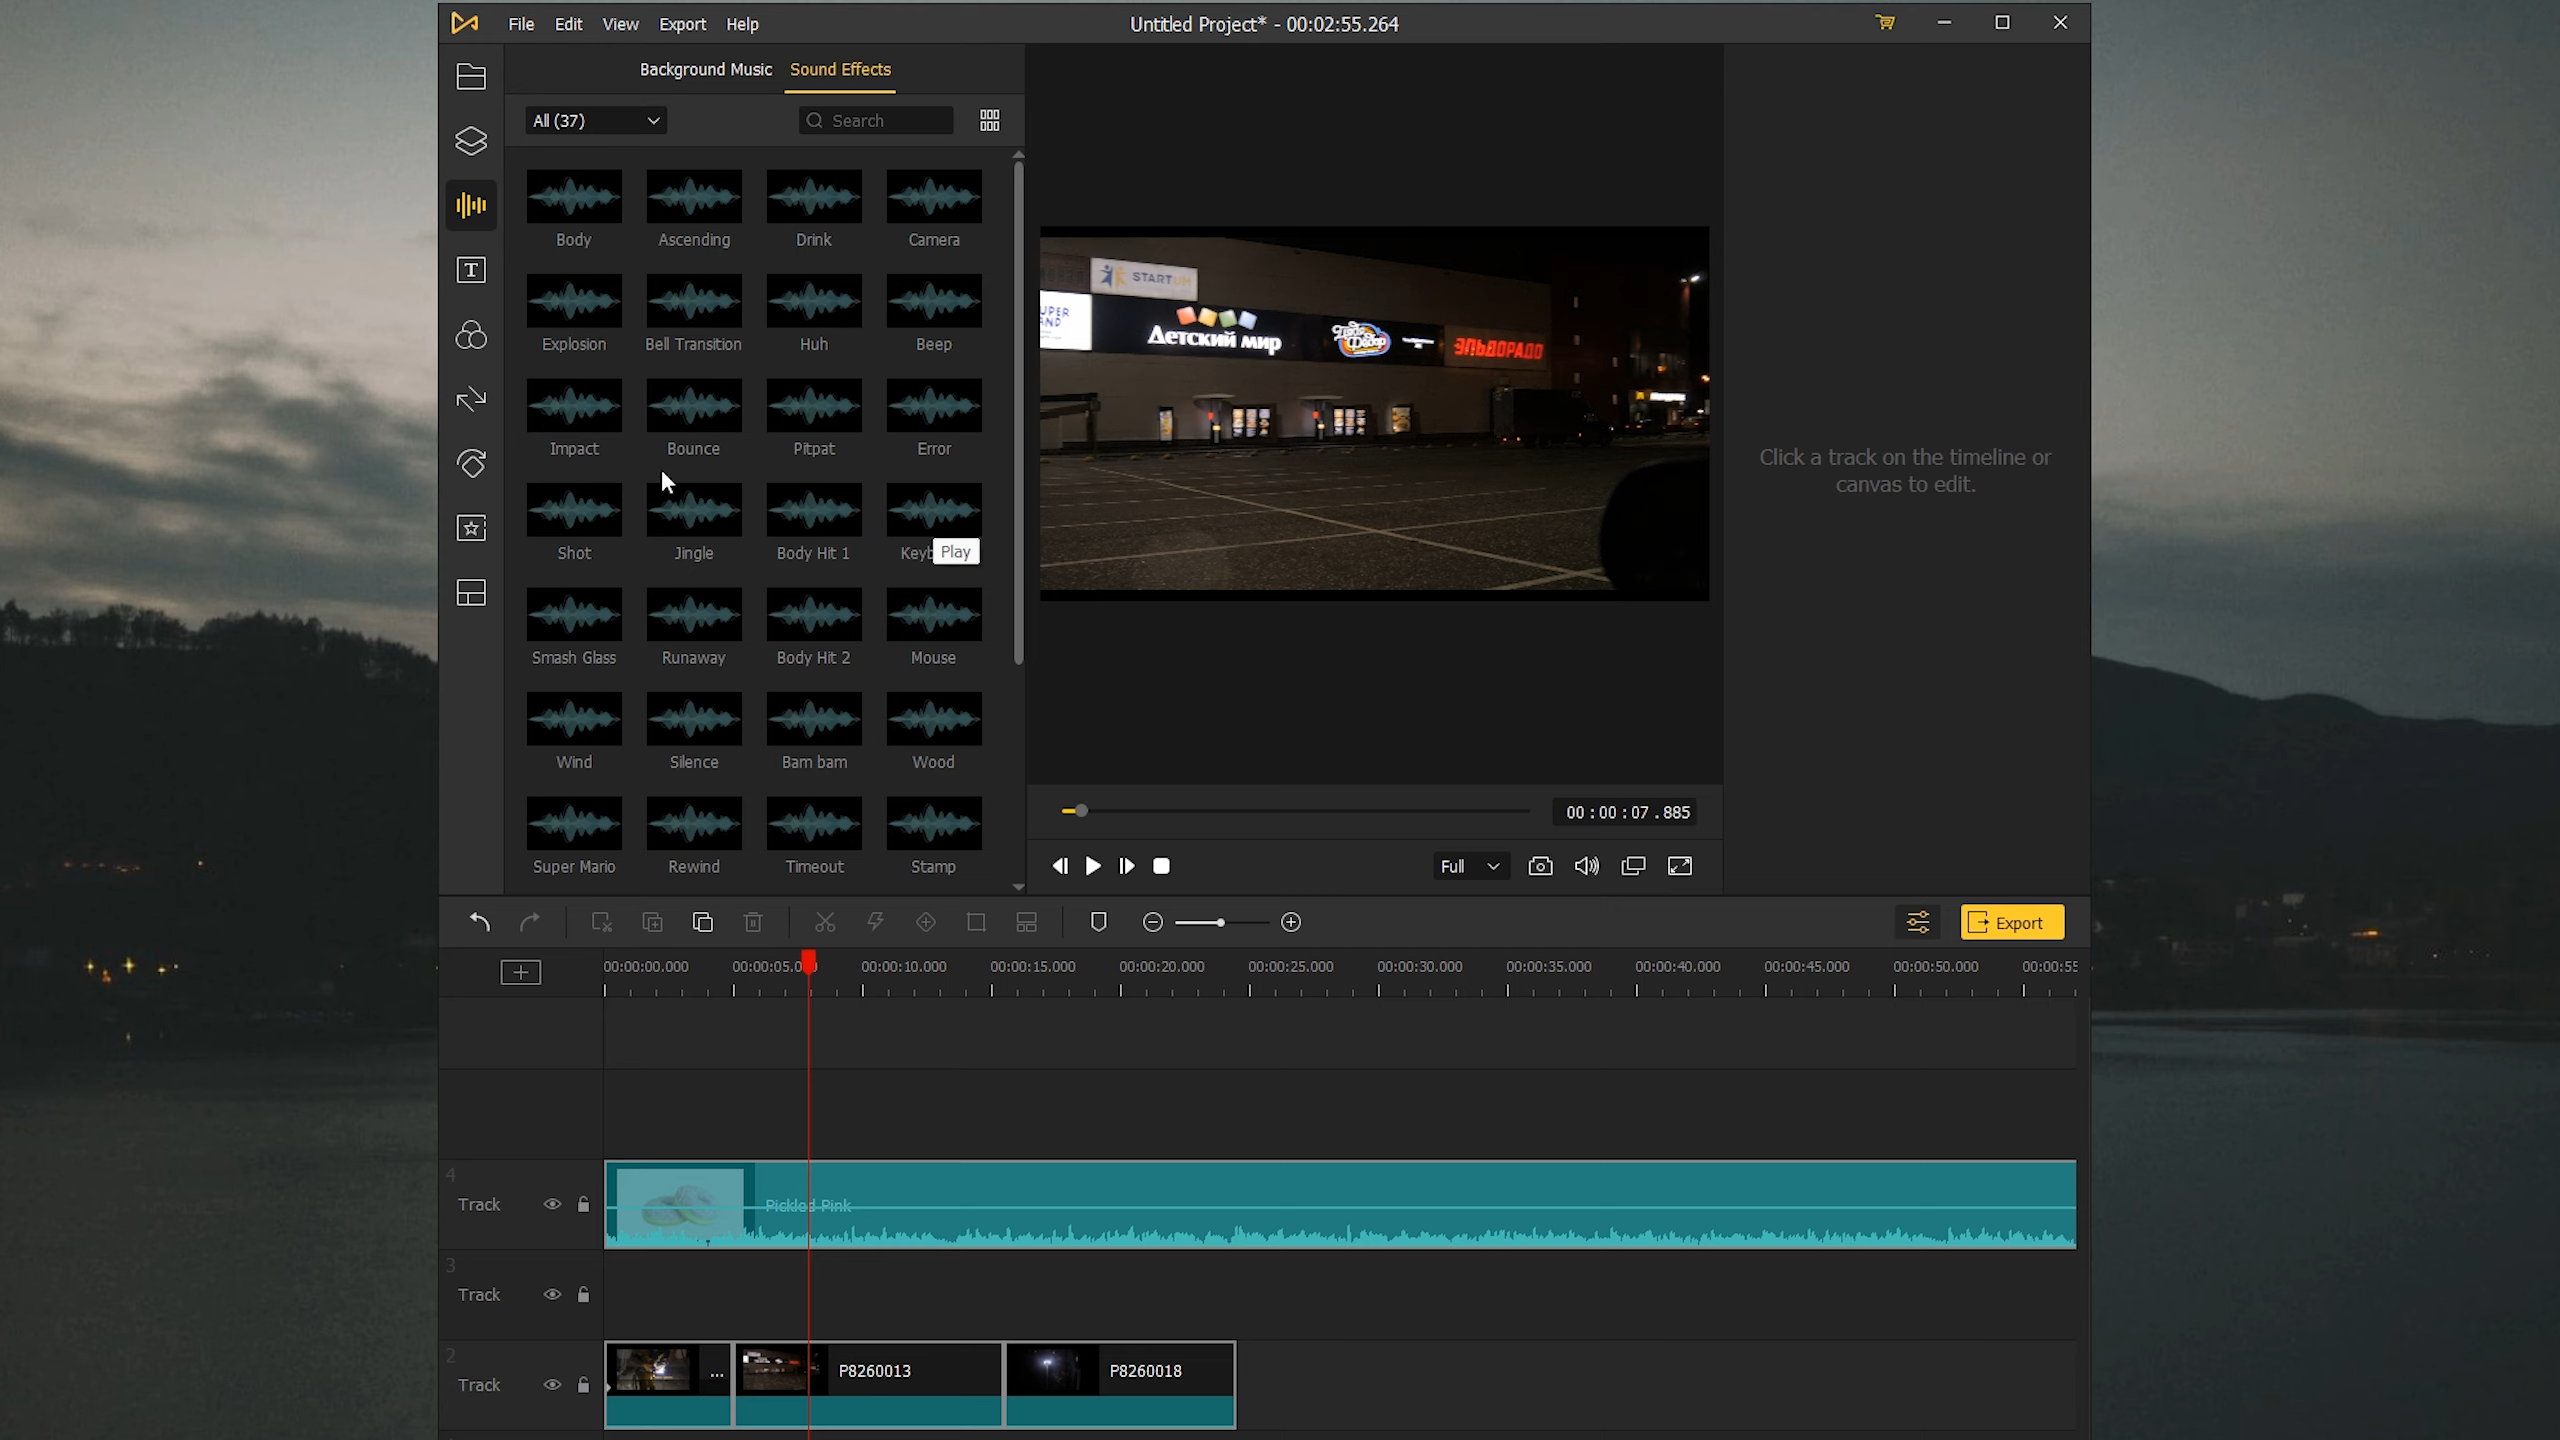 File Edit View Export Help
Untitled Project* - 00:02:55.264
Background Music Sound Effects
All (37)
Search
Body Ascending Drink Camera
Explosion Bell Transition Huh Beep
Impact Bounce Pitpat Error
Shot Jingle Body Hit 1 Keyb
Play
Smash Glass Runaway Body Hit 2 Mouse
Wind Silence Bam bam Wood
Super Mario Rewind Timeout Stamp
START
UPER
AND
Детский мир
ЭЛЬДОРАДО
Click a track on the timeline or
canvas to edit.
00:00:07.885
Full
Export
00:00:00.000 00:00:05.0 00:00:10.000 00:00:15.000 00:00:20.000 00:00:25.000 00:00:30.000 00:00:35.000 00:00:40.000 00:00:45.000 00:00:50.000 00:00:55
4
Track
Pickled Pink
3
Track
2
Track
...
P8260013
P8260018